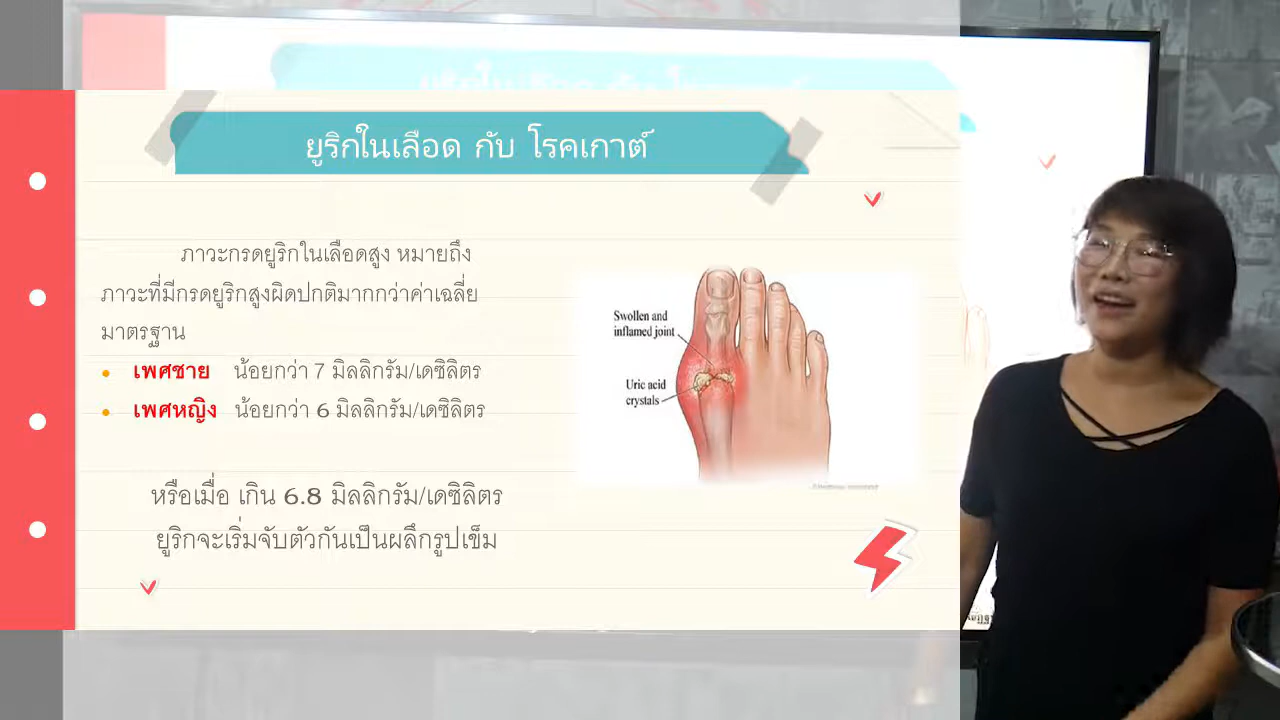 ยูริกในเลือด กับ โรคเกาต์
ภาวะกรดยูริกในเลือดสูง หมายถึง
ภาวะที่มีกรดยูริกสูงผิดปกติมากกว่าค่าเฉลี่ย
มาตรฐาน
เพศชาย น้อยกว่า 7 มิลลิกรัม/เดซิลิตร
เพศหญิง น้อยกว่า 6 มิลลิกรัม/เดซิลิตร
หรือเมื่อ เกิน 6.8 มิลลิกรัม/เดซิลิตร
ยูริกจะเริ่มจับตัวกันเป็นผลึกรูปเข็ม
Swollen and
inflamed joint
Uric acid
crystals